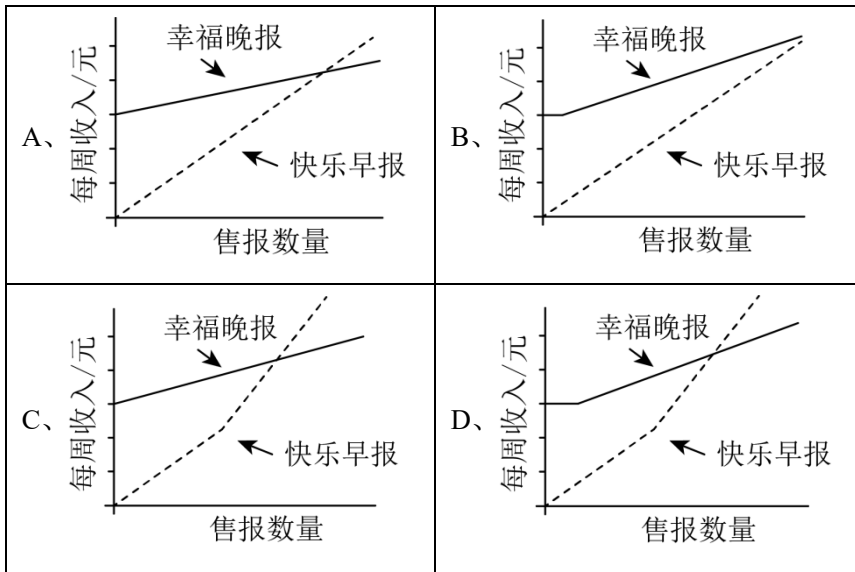 A、
每周收入/元
幸福晚报
快乐早报
售报数量
B、
每周收入/元
幸福晚报
快乐早报
售报数量
C、
每周收入/元
幸福晚报
快乐早报
售报数量
D、
每周收入/元
幸福晚报
快乐早报
售报数量